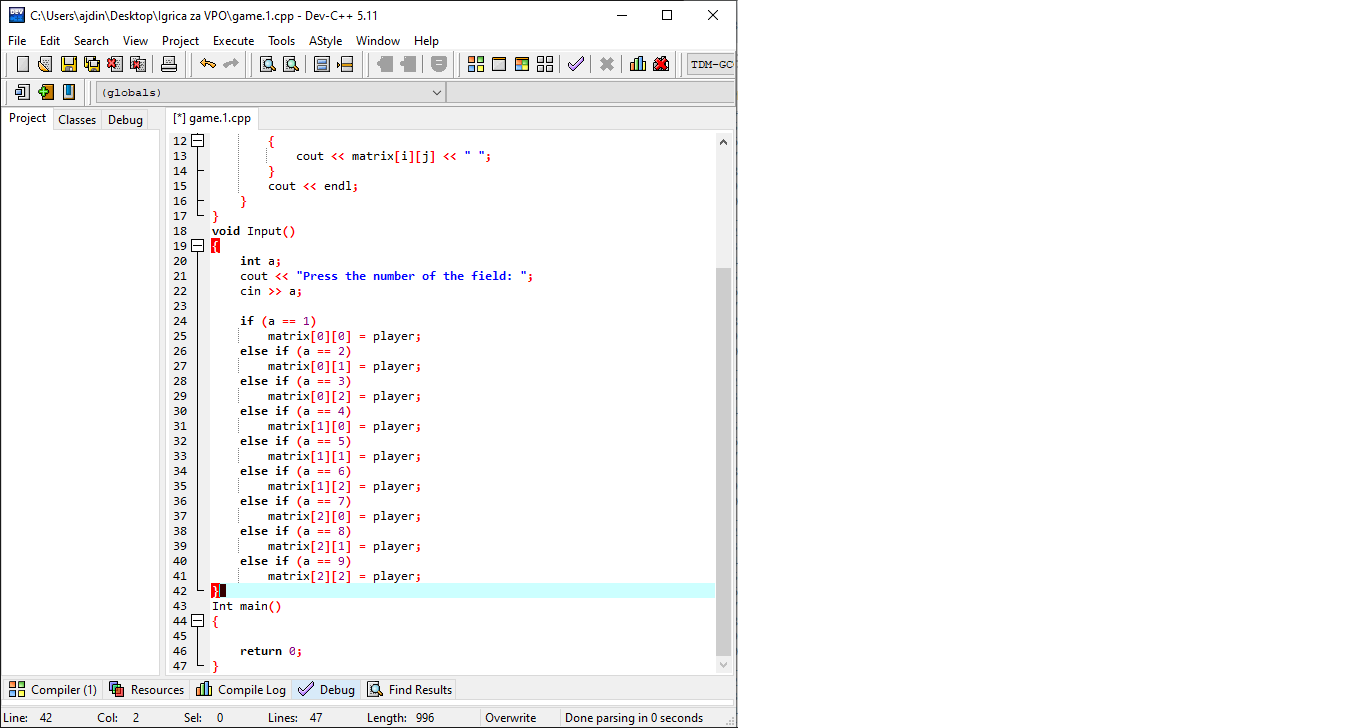 C:\Users\ajdin\Desktop\Igrica za VPO\game.1.cpp - Dev-C++ 5.11
File Edit Search View Project Execute Tools AStyle Window Help
TDM-GC
(globals)
Project Classes Debug
[*] game.1.cpp
12 {
13 cout << matrix[i][j] << " ";
14 }
15 cout << endl;
16 }
17 }
18 void Input()
19 {
20 int a;
21 cout << "Press the number of the field: ";
22 cin >> a;
23
24 if (a == 1)
25 matrix[0][0] = player;
26 else if (a == 2)
27 matrix[0][1] = player;
28 else if (a == 3)
29 matrix[0][2] = player;
30 else if (a == 4)
31 matrix[1][0] = player;
32 else if (a == 5)
33 matrix[1][1] = player;
34 else if (a == 6)
35 matrix[1][2] = player;
36 else if (a == 7)
37 matrix[2][0] = player;
38 else if (a == 8)
39 matrix[2][1] = player;
40 else if (a == 9)
41 matrix[2][2] = player;
42 }
43 Int main()
44 {
45
46 return 0;
47 }
Compiler (1) Resources Compile Log Debug Find Results
Line: 42 Col: 2 Sel: 0 Lines: 47 Length: 996 Overwrite Done parsing in 0 seconds